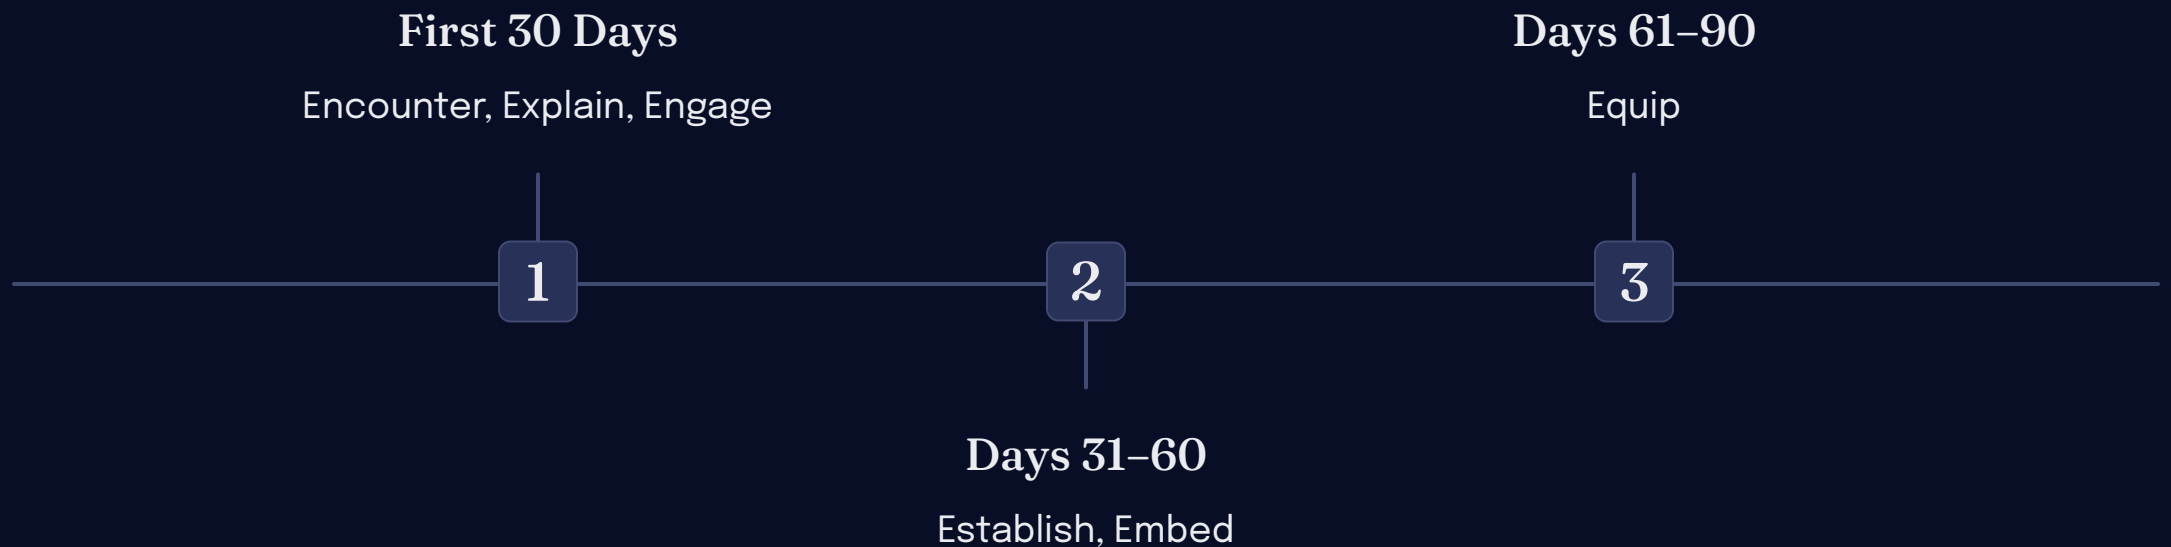 First 30 Days
Encounter, Explain, Engage
1
2
Days 31–60
Establish, Embed
Days 61–90
Equip
3